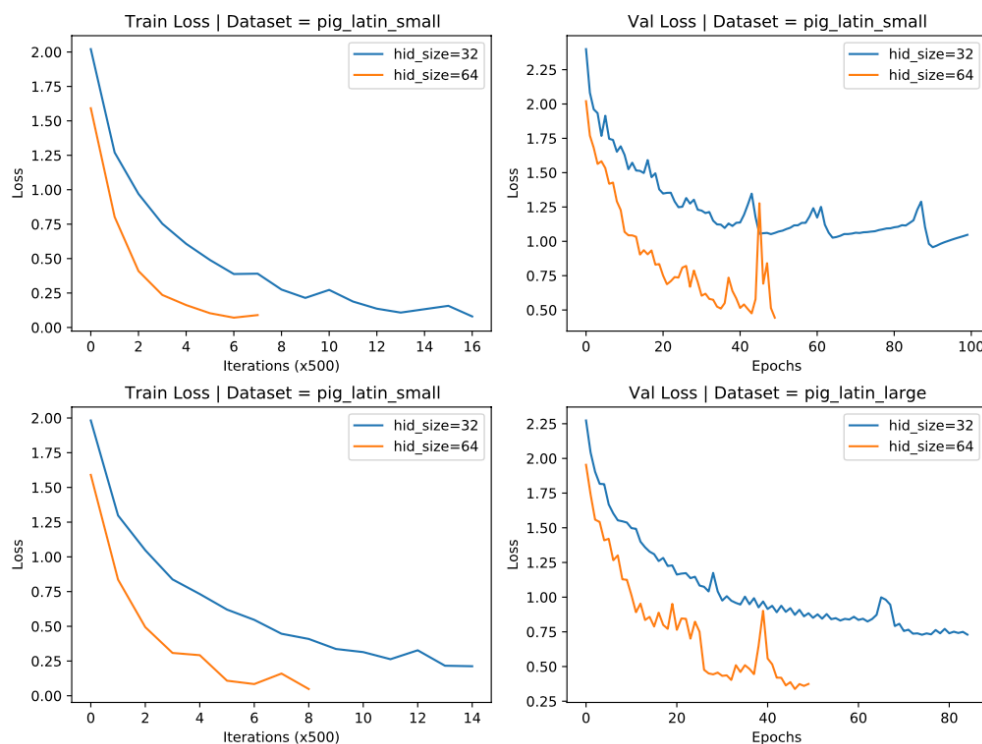 Train Loss | Dataset = pig_latin_small
2.00
1.75
1.50
1.25
1.00
0.75
0.50
0.25
0.00
Loss
hid_size=32
hid_size=64
0 2 4 6 8 10 12 14 16
Iterations (x500)
Val Loss | Dataset = pig_latin_small
2.25
2.00
1.75
1.50
1.25
1.00
0.75
0.50
Loss
hid_size=32
hid_size=64
0 20 40 60 80 100
Epochs
Train Loss | Dataset = pig_latin_small
2.00
1.75
1.50
1.25
1.00
0.75
0.50
0.25
0.00
Loss
hid_size=32
hid_size=64
0 2 4 6 8 10 12 14
Iterations (x500)
Val Loss | Dataset = pig_latin_large
2.25
2.00
1.75
1.50
1.25
1.00
0.75
0.50
0.25
Loss
hid_size=32
hid_size=64
0 20 40 60 80
Epochs